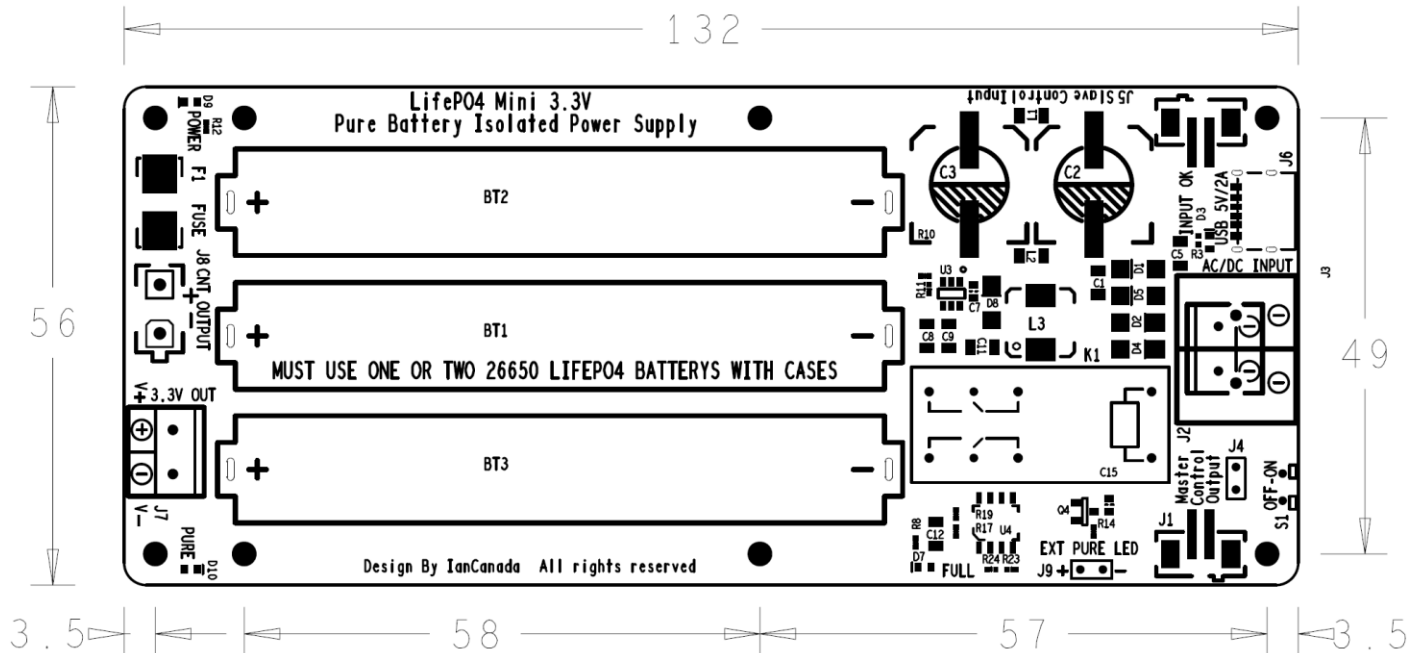 132
LifePO4 Mini 3.3V
Pure Battery Isolated Power Supply
J5 Slave Control Input
D9
R12
POWER
F1
FUSE
J8 CNT OUTPUT
+
-
V+ 3.3V OUT
J7
V-
PURE
D10
+ BT2 -
+ BT1 -
MUST USE ONE OR TWO 26650 LIFEPO4 BATTERYS WITH CASES
+ BT3 -
Design By IanCanada All rights reserved
L1
C3
C2
R10
L2
U3
R11
C7
D8
L3
C8
C9
C11
C1
D1
D5
D2
D4
K1
C15
INPUT OK
USB 5V/2A
J6
D3
R3
C5
AC/DC INPUT
J3
J2
J4
Master
Control
Output
OFF-ON
S1
J1
R19
R17
U4
R8
C12
D7
FULL
R24
R23
Q4
R14
EXT PURE LED
J9 + -
56
49
3.5
58
57
3.5